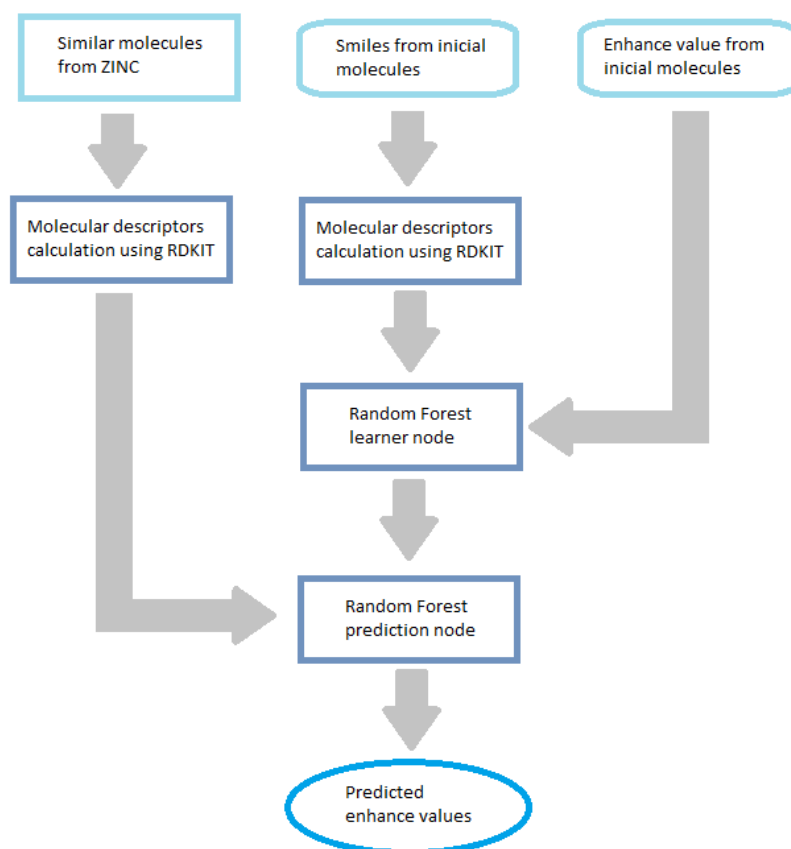 Similar molecules
from ZINC
Smiles from inicial
molecules
Enhance value from
inicial molecules
Molecular descriptors
calculation using RDKIT
Molecular descriptors
calculation using RDKIT
Random Forest
learner node
Random Forest
prediction node
Predicted
enhance values